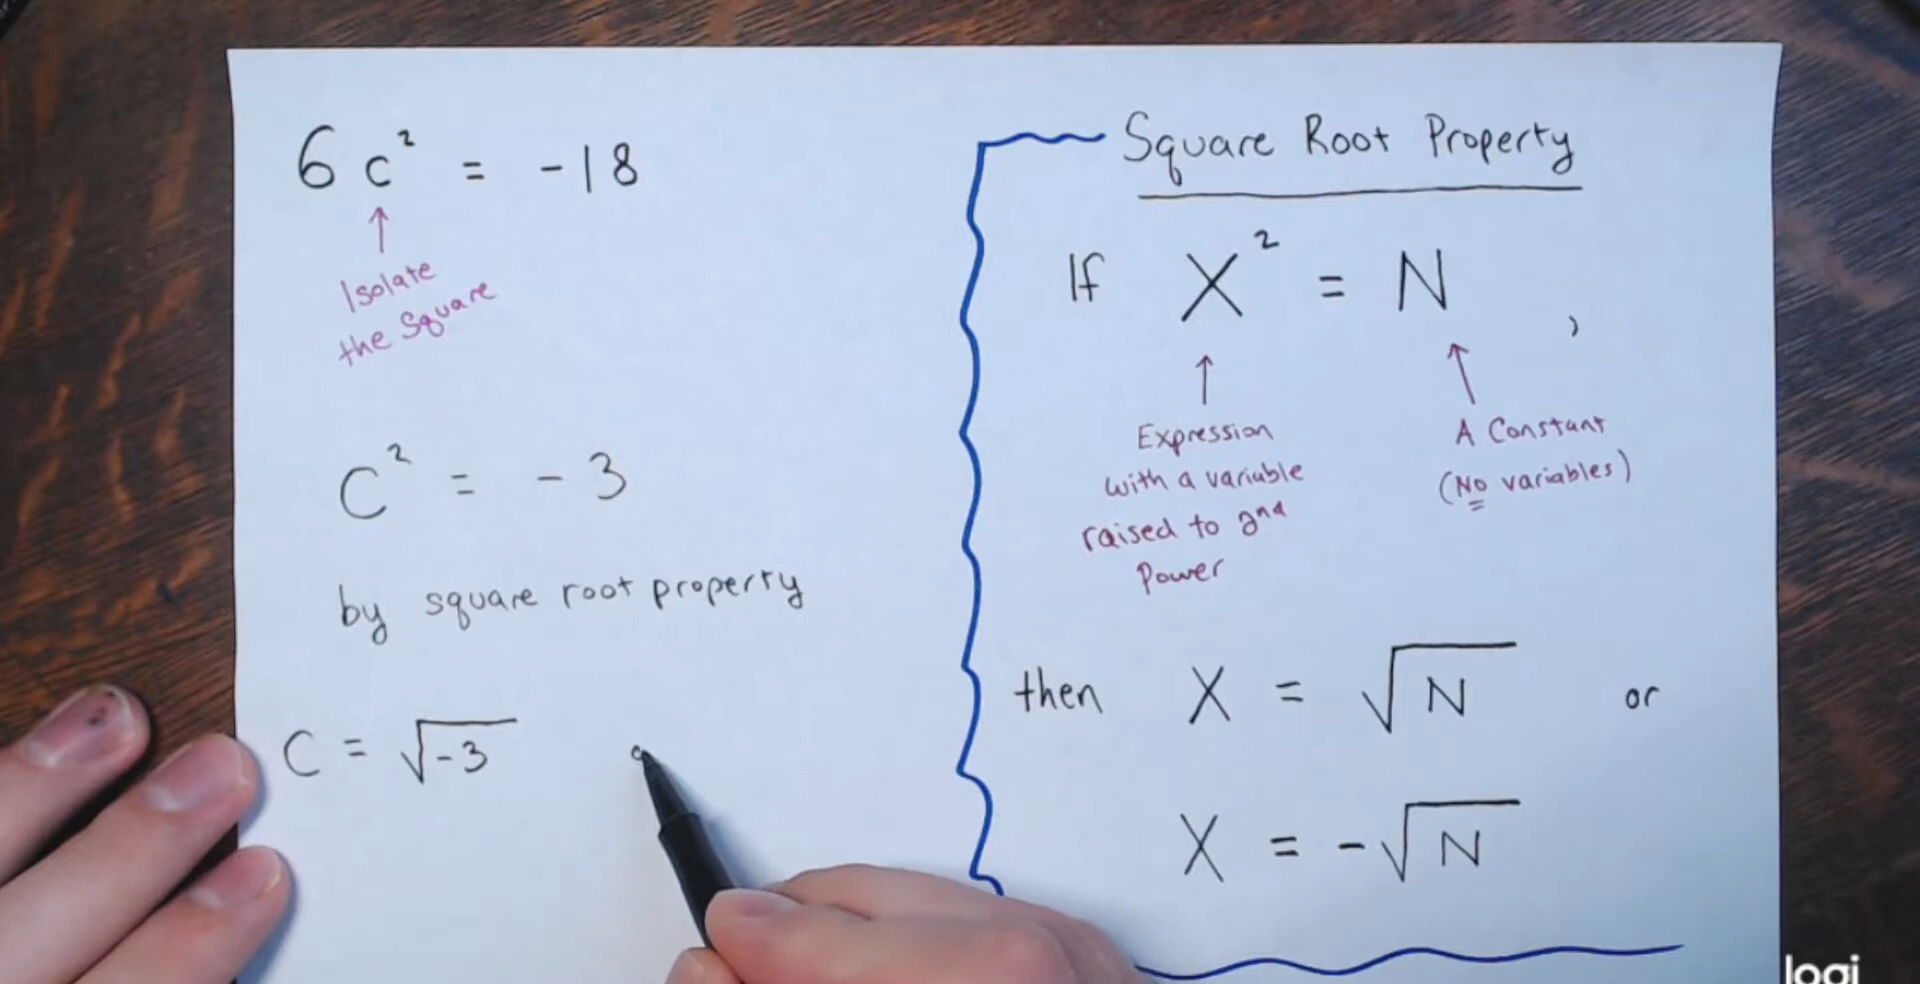 6c² = -18
↑
Isolate
the Square
C² = -3
by square root property
C = √-3
Square Root Property
If X² = N ,
↑ ↑
Expression
with a variable
raised to 2nd
Power
A Constant
(No variables)
then X = √N or
X = -√N
logi